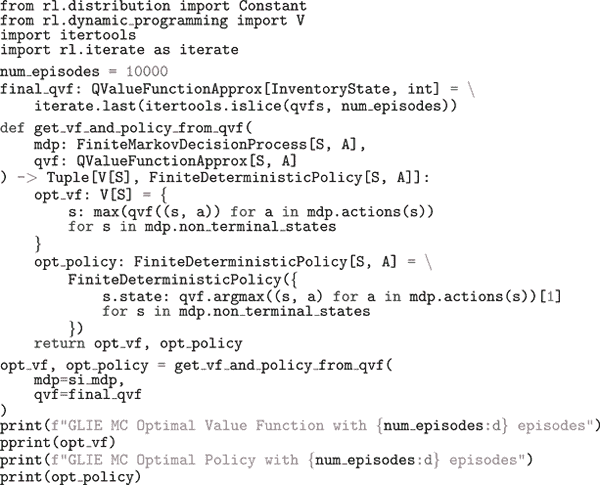 from rl.distribution import Constant
from rl.dynamic_programming import V
import itertools
import rl.iterate as iterate
num_episodes = 10000
final_qvf: QValueFunctionApprox[InventoryState, int] = \
    iterate.last(itertools.islice(qvfs, num_episodes))
def get_vf_and_policy_from_qvf(
    mdp: FiniteMarkovDecisionProcess[S, A],
    qvf: QValueFunctionApprox[S, A]
) -> Tuple[V[S], FiniteDeterministicPolicy[S, A]]:
    opt_vf: V[S] = {
        s: max(qvf((s, a)) for a in mdp.actions(s))
        for s in mdp.non_terminal_states
    }
    opt_policy: FiniteDeterministicPolicy[S, A] = \
        FiniteDeterministicPolicy({
            s.state: qvf.argmax((s, a) for a in mdp.actions(s))[1]
            for s in mdp.non_terminal_states
        })
    return opt_vf, opt_policy
opt_vf, opt_policy = get_vf_and_policy_from_qvf(
    mdp=si_mdp,
    qvf=final_qvf
)
print(f"GLIE MC Optimal Value Function with {num_episodes:d} episodes")
pprint(opt_vf)
print(f"GLIE MC Optimal Policy with {num_episodes:d} episodes")
print(opt_policy)